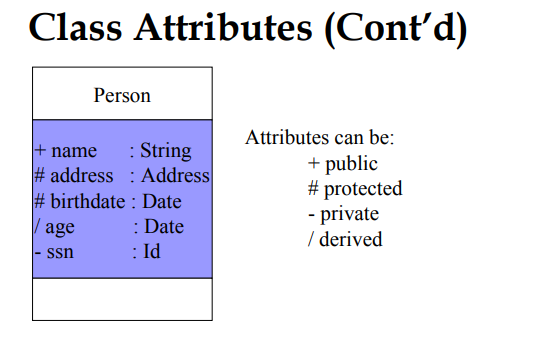 Class Attributes (Cont’d)
Person
+ name : String
# address : Address
# birthdate : Date
/ age : Date
- ssn : Id
Attributes can be:
+ public
# protected
- private
/ derived